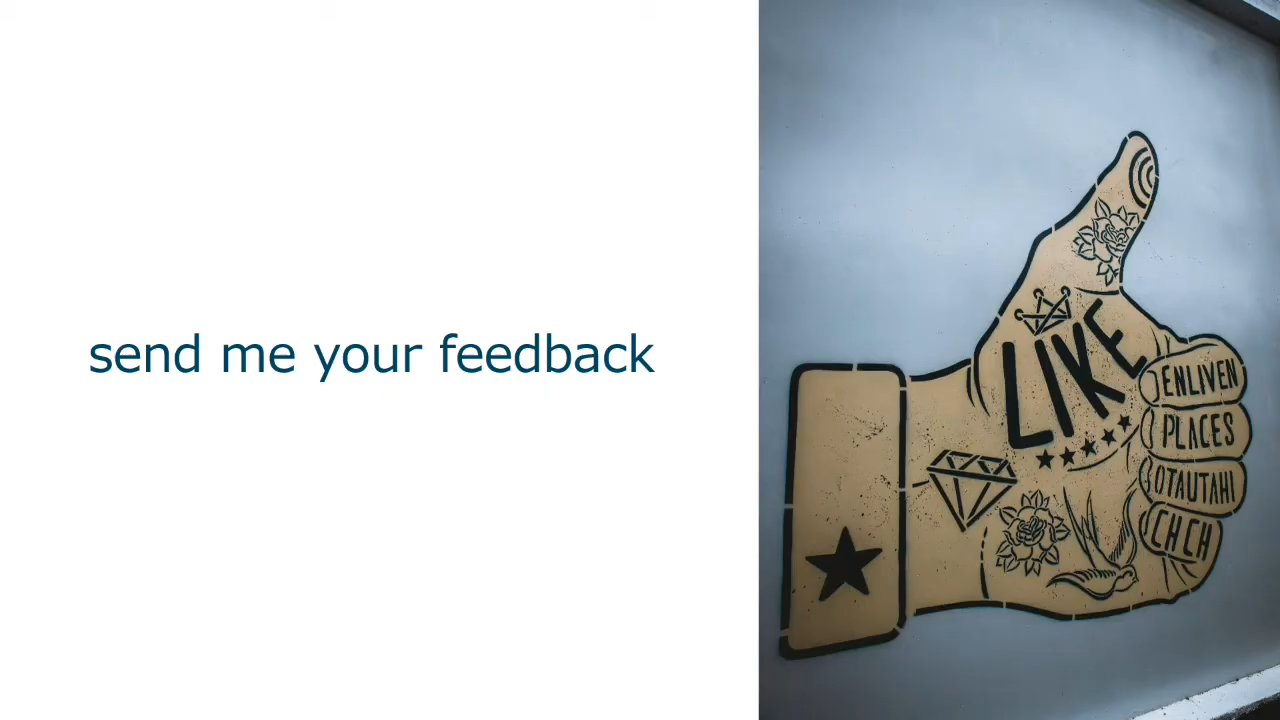 send me your feedback
LIKE
ENLIVEN
PLACES
OTAUTAHI
CHCH